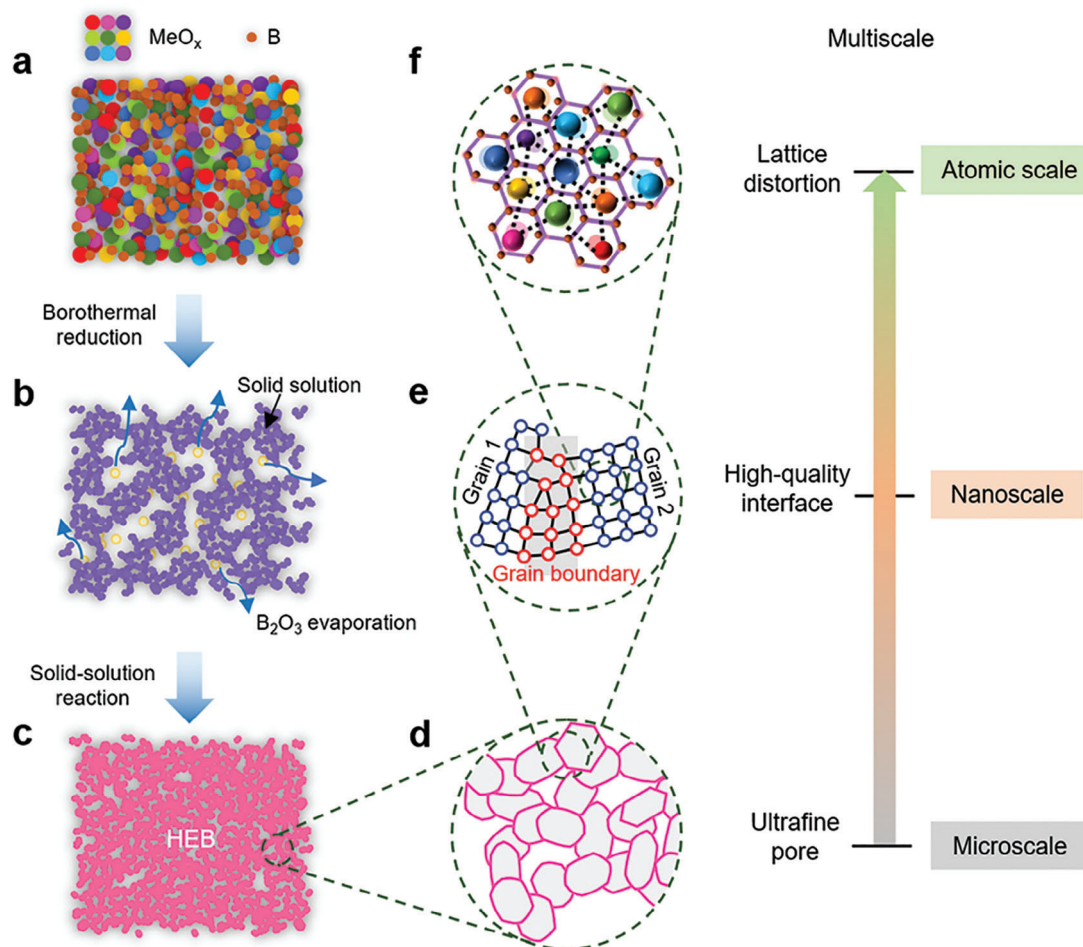 MeOₓ
B
a
Borothermal
reduction
b
Solid solution
B₂O₃ evaporation
Solid-solution
reaction
c
HEB
d
e
Grain 1
Grain 2
Grain boundary
f
Multiscale
Lattice
distortion
Atomic scale
High-quality
interface
Nanoscale
Ultrafine
pore
Microscale